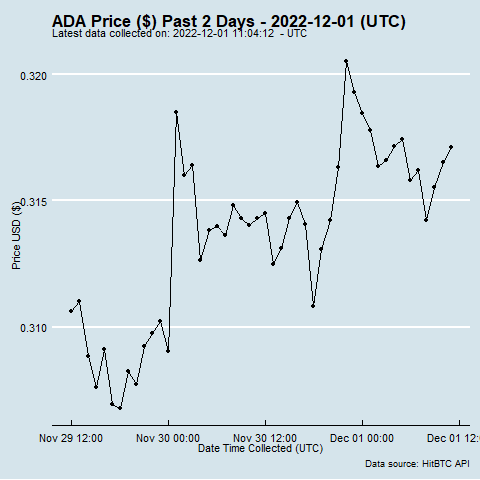 ADA Price ($) Past 2 Days - 2022-12-01 (UTC)
Latest data collected on: 2022-12-01 11:04:12 - UTC
0.320
0.315
Price USD ($)
0.310
Nov 29 12:00 Nov 30 00:00 Nov 30 12:00 Dec 01 00:00 Dec 01 12:
Date Time Collected (UTC)
Data source: HitBTC API